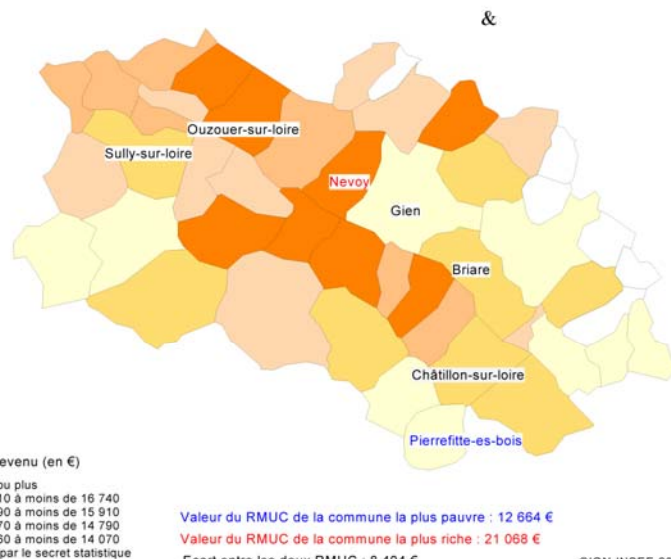 &
Ouzouer-sur-loire
Sully-sur-loire
Nevoy
Gien
Briare
Châtillon-sur-loire
Pierrefitte-es-bois
evenu (en €)
ou plus
10 à moins de 16 740
90 à moins de 15 910
70 à moins de 14 790
60 à moins de 14 070
par le secret statistique
Valeur du RMUC de la commune la plus pauvre : 12 664 €
Valeur du RMUC de la commune la plus riche : 21 068 €